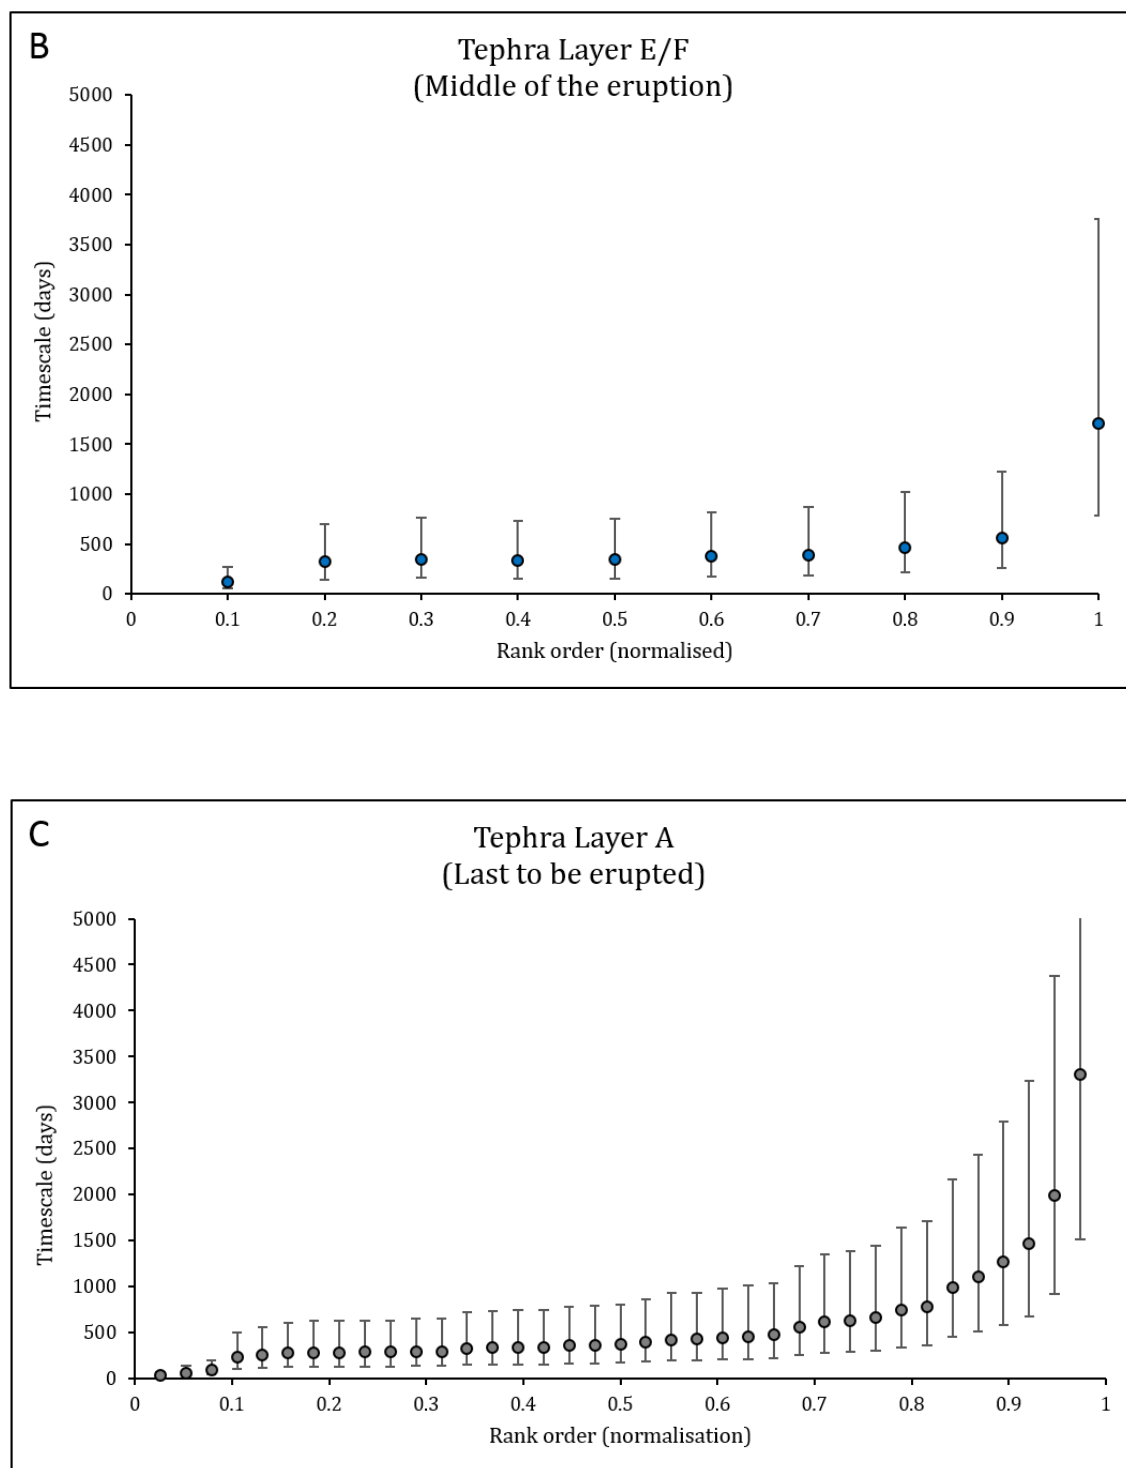 B
Tephra Layer E/F
(Middle of the eruption)
5000
4500
4000
3500
3000
2500
2000
1500
1000
500
0
Timescale (days)
0 0.1 0.2 0.3 0.4 0.5 0.6 0.7 0.8 0.9 1
Rank order (normalised)
C
Tephra Layer A
(Last to be erupted)
5000
4500
4000
3500
3000
2500
2000
1500
1000
500
0
Timescale (days)
0 0.1 0.2 0.3 0.4 0.5 0.6 0.7 0.8 0.9 1
Rank order (normalisation)